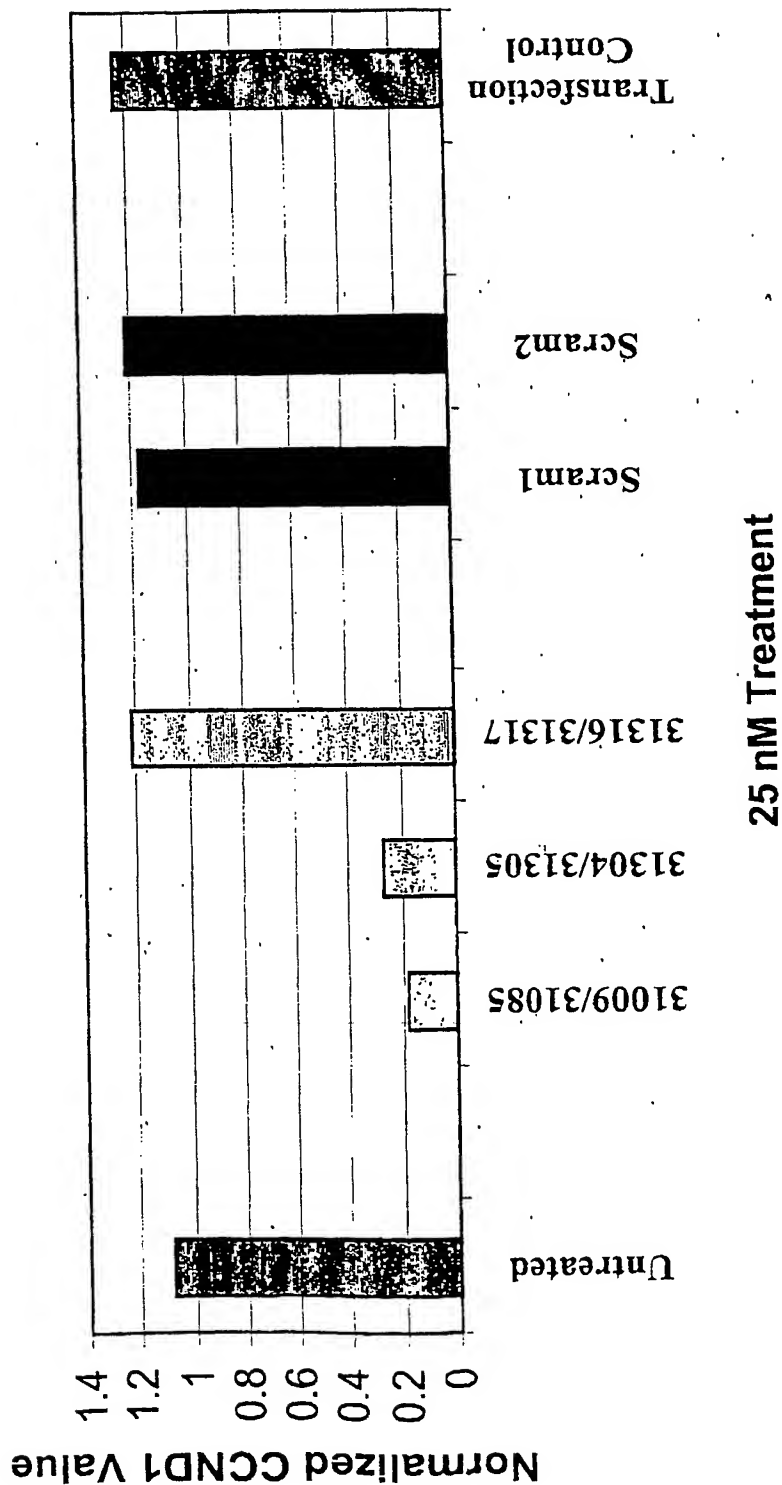 Normalized CCND1 Value
1.4
1.2
1
0.8
0.6
0.4
0.2
0
Untreated
31009/31085
31304/31305
31316/31317
Scram1
Scram2
Transfection
Control
25 nM Treatment